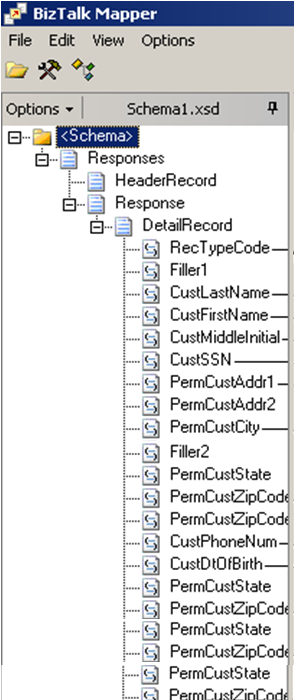 BizTalk Mapper
File Edit View Options
Options Schema1.xsd
<Schema>
Responses
HeaderRecord
Response
DetailRecord
RecTypeCode
Filler1
CustLastName
CustFirstName
CustMiddleInitial
CustSSN
PermCustAddr1
PermCustAddr2
PermCustCity
Filler2
PermCustState
PermCustZipCode
PermCustZipCode
CustPhoneNum
CustDtOfBirth
PermCustState
PermCustZipCode
PermCustState
PermCustZipCode
PermCustState
PermCustZipCode